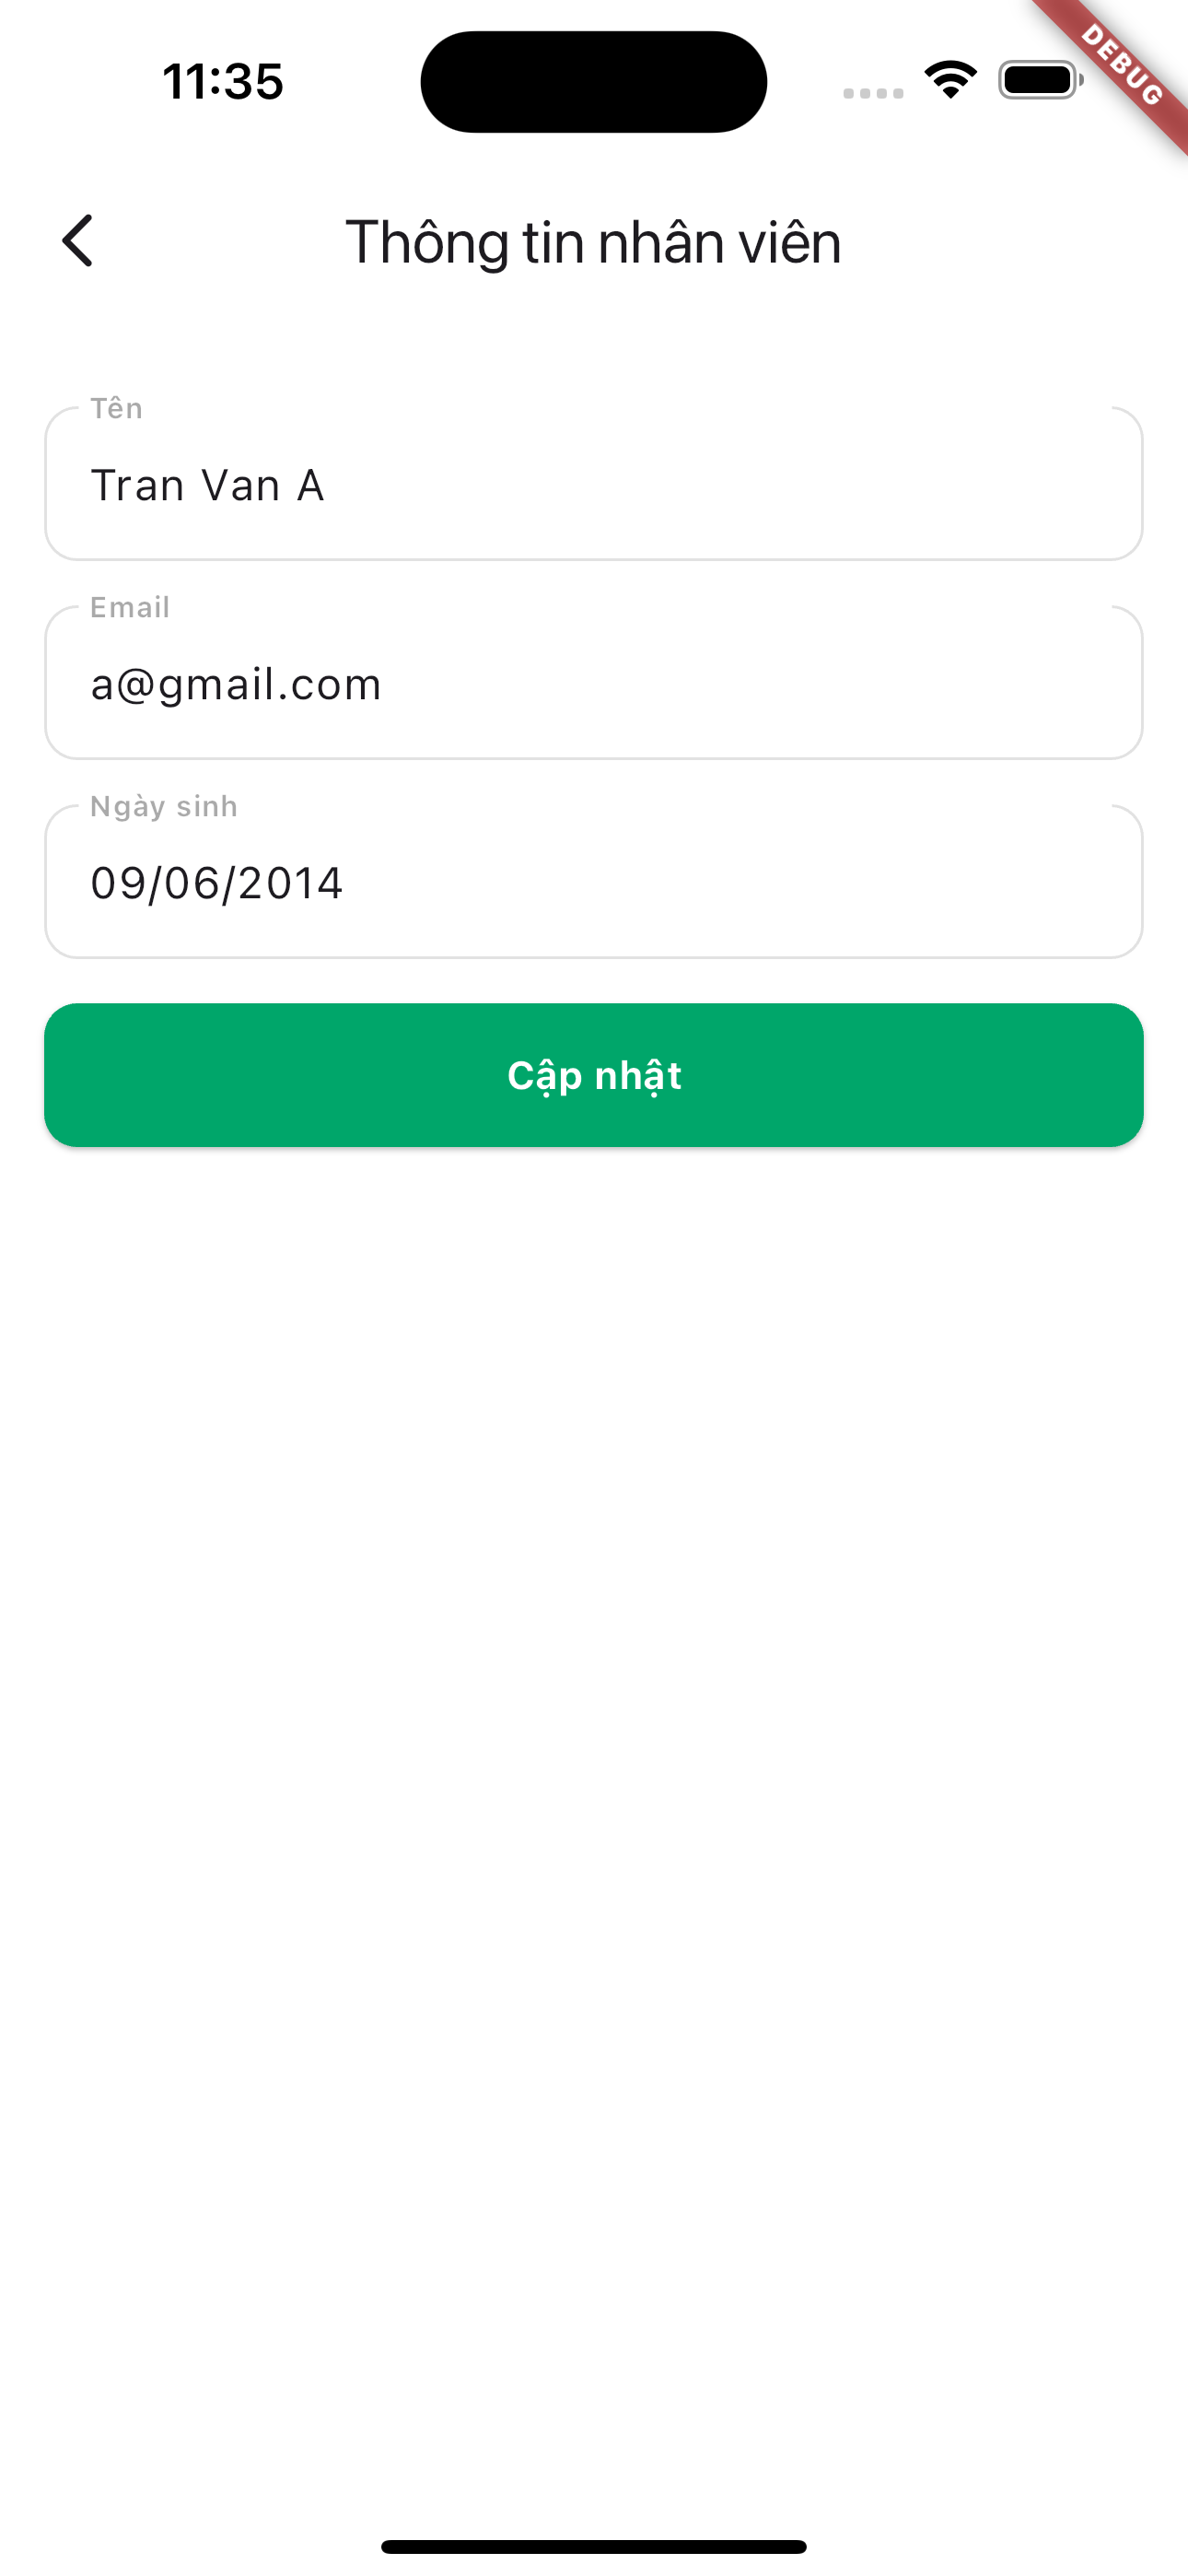 11:35
DEBUG
Thông tin nhân viên
Tên
Tran Van A
Email
a@gmail.com
Ngày sinh
09/06/2014
Cập nhật